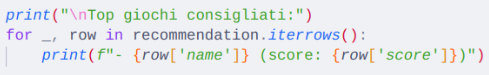 print("\nTop giochi consigliati:")
for _, row in recommendation.iterrows():
    print(f"- {row['name']} (score: {row['score']})")